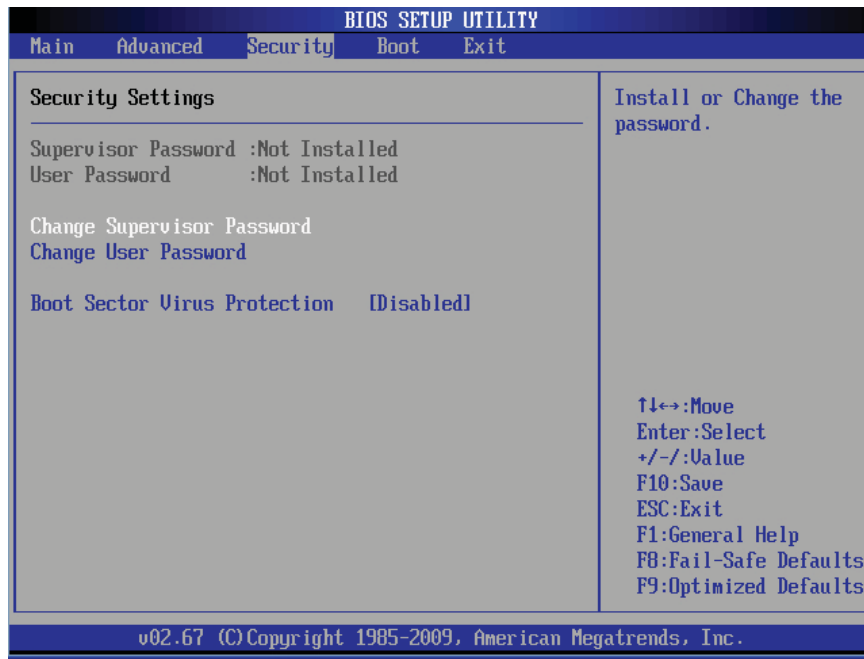 BIOS SETUP UTILITY
Main Advanced Security Boot Exit
Security Settings
Supervisor Password :Not Installed
User Password :Not Installed
Change Supervisor Password
Change User Password
Boot Sector Virus Protection [Disabled]
Install or Change the
password.
↑↓←→:Move
Enter:Select
+/-/:Value
F10:Save
ESC:Exit
F1:General Help
F8:Fail-Safe Defaults
F9:Optimized Defaults
v02.67 (C)Copyright 1985-2009, American Megatrends, Inc.